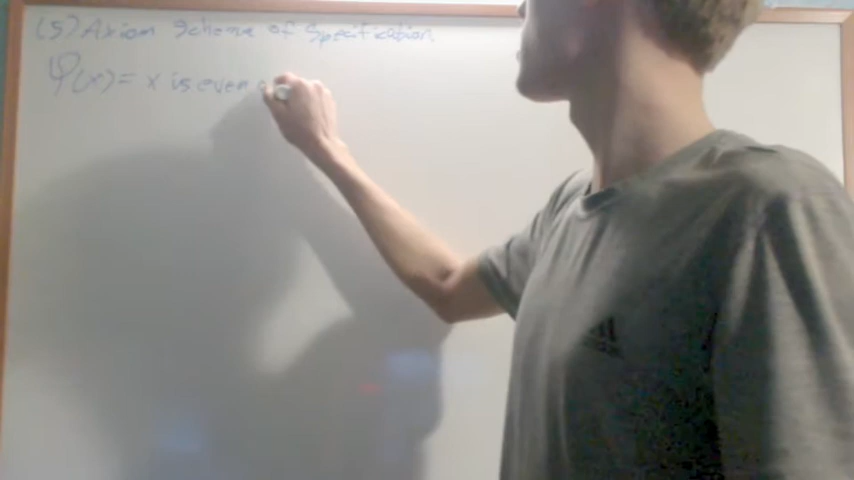 (5) Axiom Schema of Specification
φ(x) = x is even